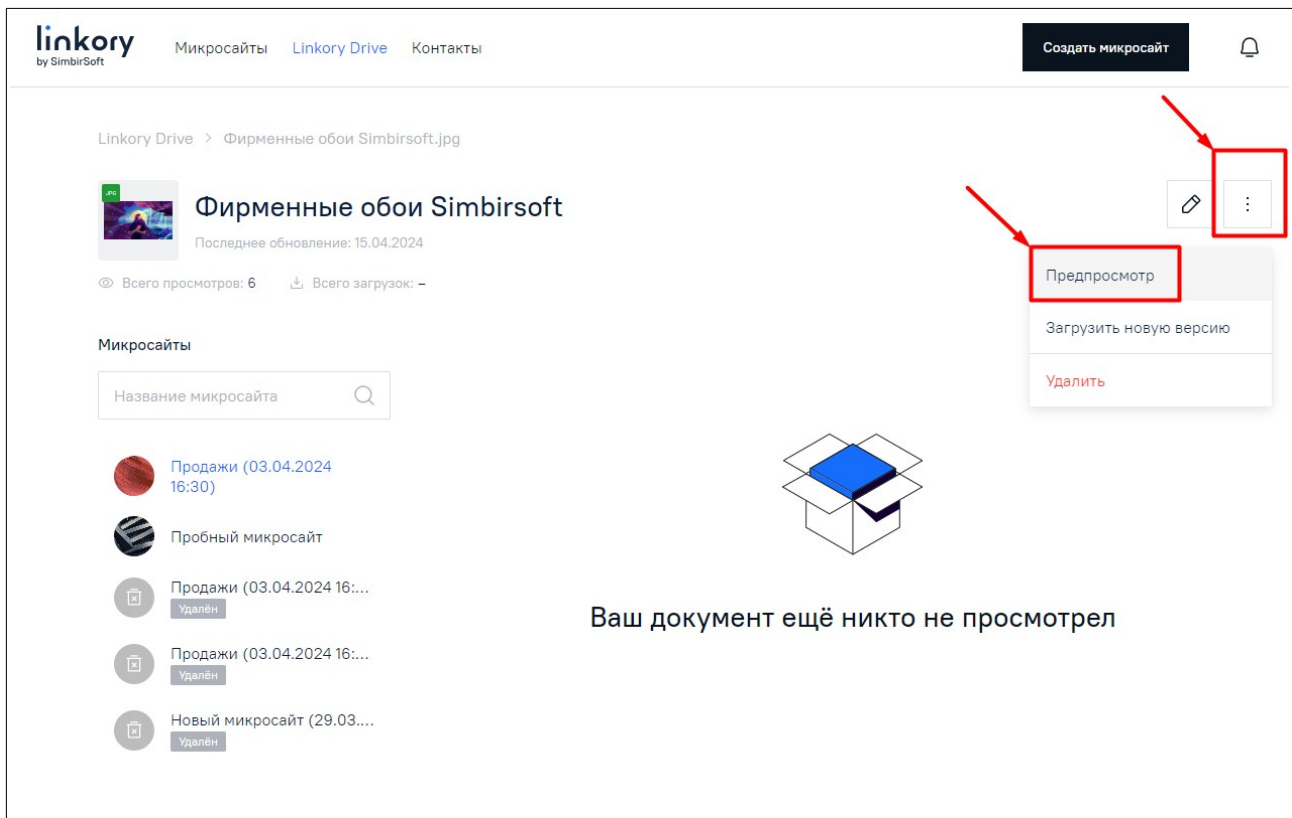 linkory
by SimbirSoft
Микросайты Linkory Drive Контакты
Создать микросайт
Linkory Drive > Фирменные обои Simbirsoft.jpg
JPG
Фирменные обои Simbirsoft
Последнее обновление: 15.04.2024
Всего просмотров: 6 Всего загрузок: –
Предпросмотр
Загрузить новую версию
Удалить
Микросайты
Название микросайта
Продажи (03.04.2024
16:30)
Пробный микросайт
Продажи (03.04.2024 16:...
Удалён
Продажи (03.04.2024 16:...
Удалён
Новый микросайт (29.03....
Удалён
Ваш документ ещё никто не просмотрел